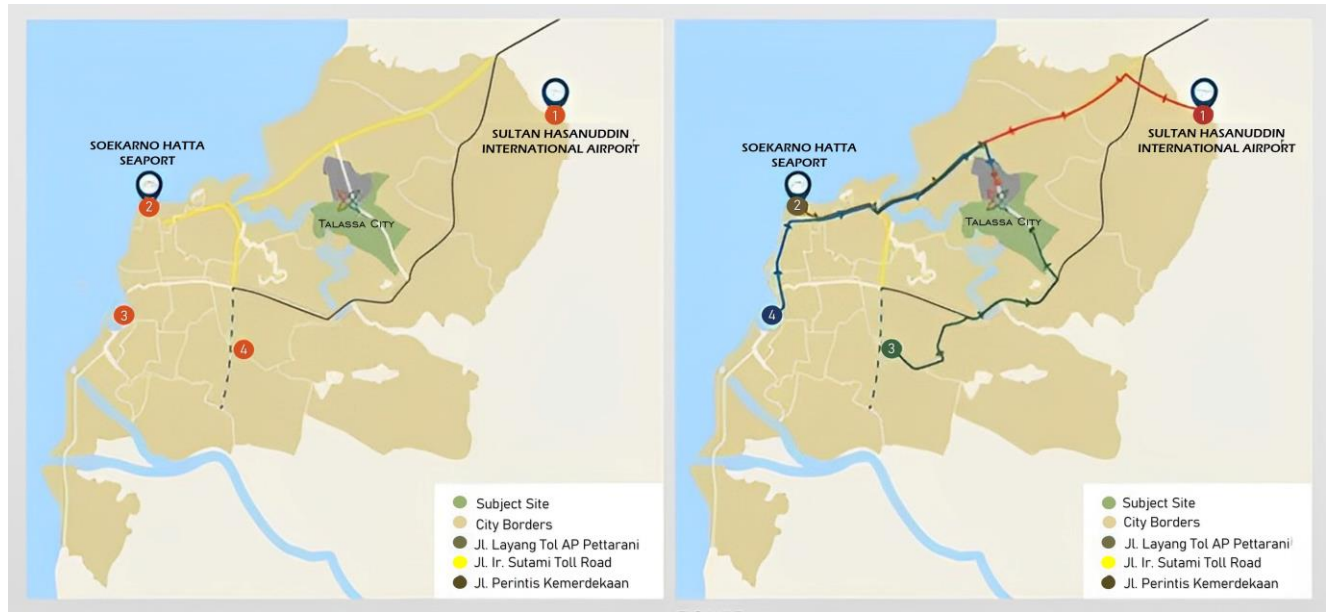 SOEKARNO HATTA
SEAPORT
2
1
SULTAN HASANUDDIN
INTERNATIONAL AIRPORT
TALASSA CITY
3
4
Subject Site
City Borders
Jl. Layang Tol AP Pettarani
Jl. Ir. Sutami Toll Road
Jl. Perintis Kemerdekaan
SOEKARNO HATTA
SEAPORT
2
1
SULTAN HASANUDDIN
INTERNATIONAL AIRPORT
TALASSA CITY
4
3
Subject Site
City Borders
Jl. Layang Tol AP Pettarani
Jl. Ir. Sutami Toll Road
Jl. Perintis Kemerdekaan